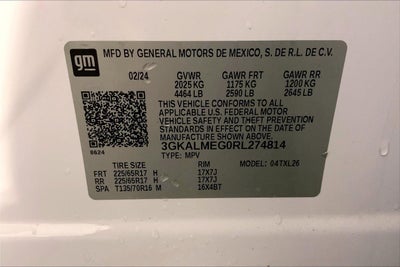 gm
MFD BY GENERAL MOTORS DE MEXICO, S. DE R.L. DE C.V.
02/24 GVWR GAWR FRT GAWR RR
2025 KG 1175 KG 1200 KG
4464 LB 2590 LB 2645 LB
THIS VEHICLE CONFORMS TO ALL
APPLICABLE U.S. FEDERAL MOTOR
VEHICLE SAFETY AND THEFT PREVENTION
STANDARDS IN EFFECT ON THE DATE
OF MANUFACTURE SHOWN ABOVE.
3GKALMEG0RL274814
8624 TYPE: MPV MODEL: 04TXL26
TIRE SIZE RIM
FRT 225/65R17 H 17X7J
RR 225/65R17 H 17X7J
SPA T135/70R16 M 16X4BT